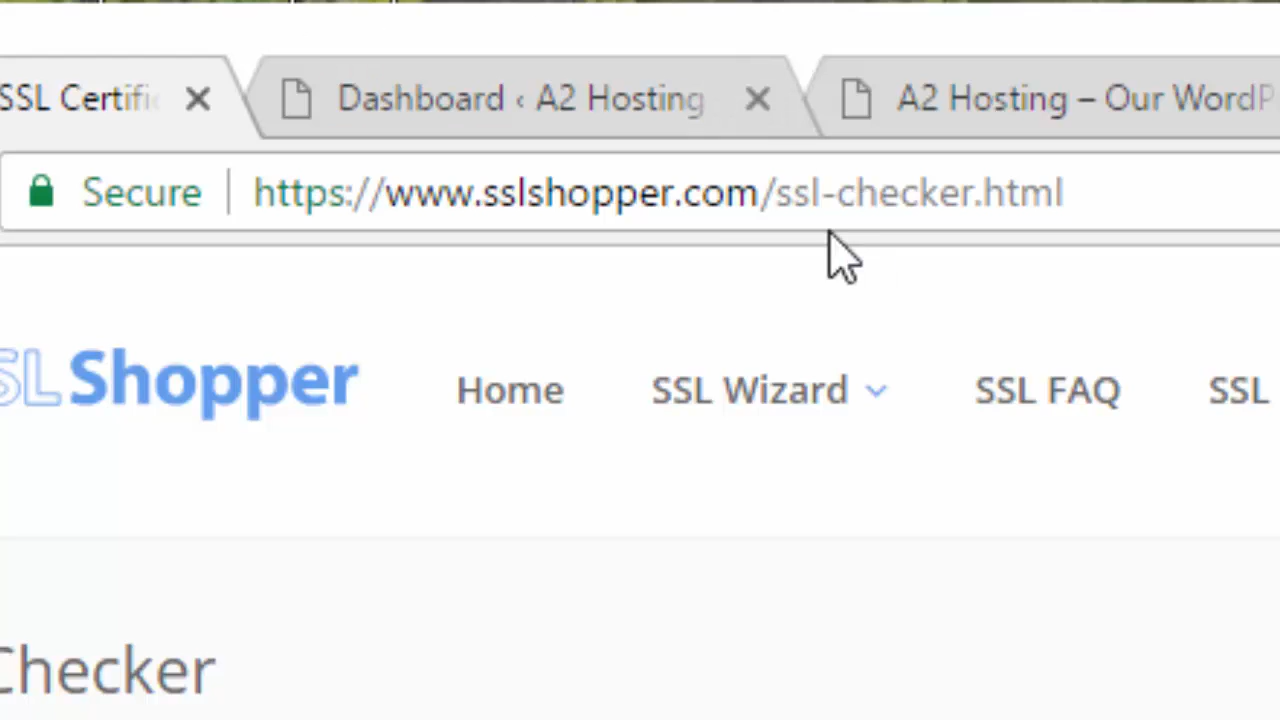 SSL Certifi Dashboard ‹ A2 Hosting A2 Hosting – Our WordP
Secure https://www.sslshopper.com/ssl-checker.html
SL Shopper Home SSL Wizard SSL FAQ SSL
Checker